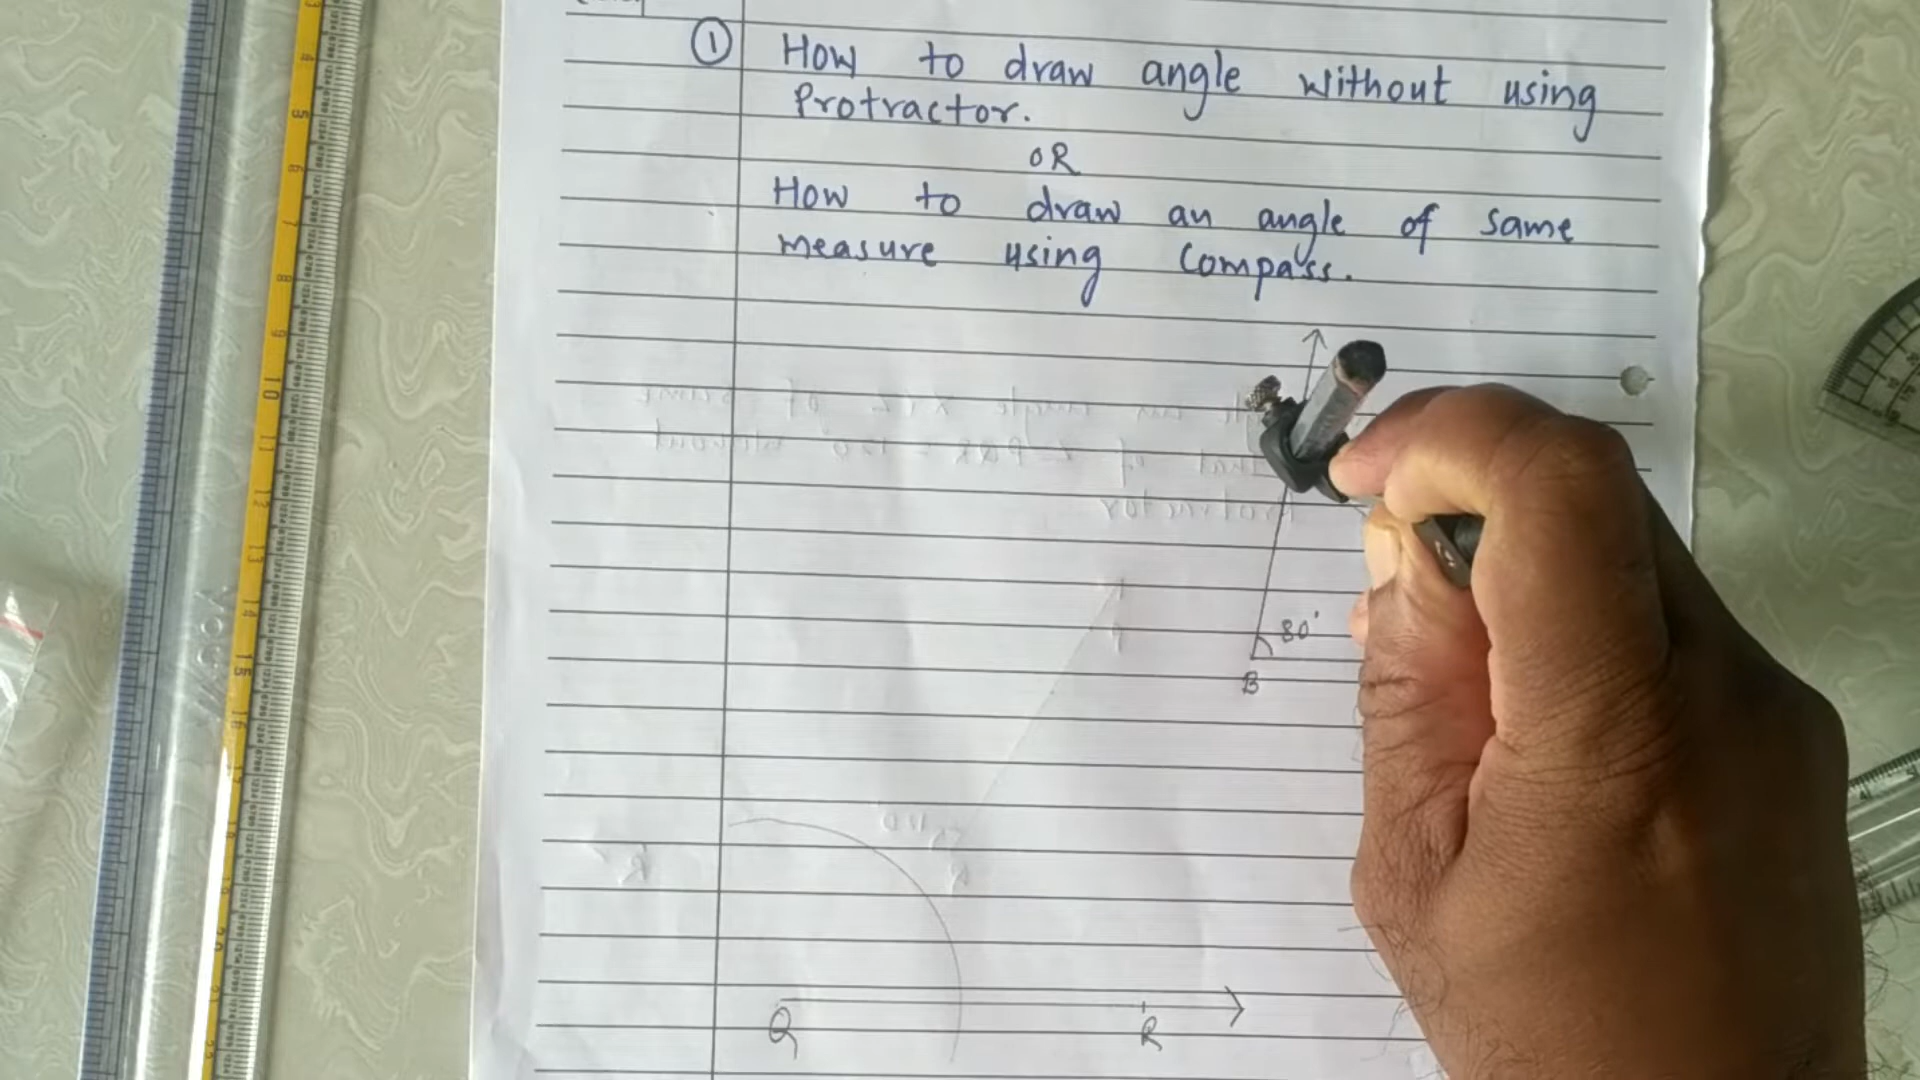 ① How to draw angle without using
Protractor.
OR
How to draw an angle of same
measure using Compass.
80°
B
Q
R